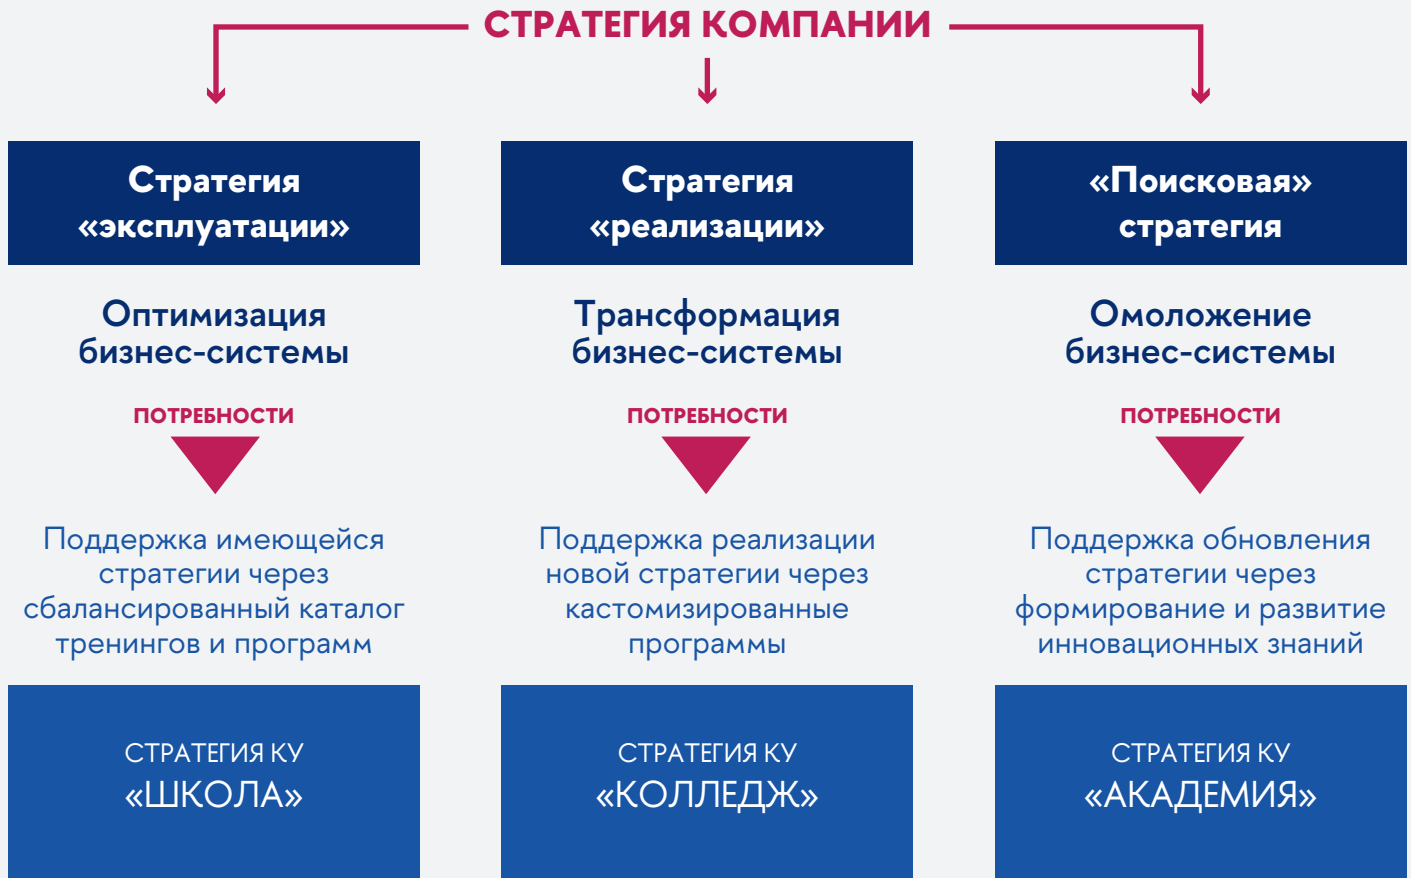 СТРАТЕГИЯ КОМПАНИИ
Стратегия
«эксплуатации»
Оптимизация
бизнес-системы
ПОТРЕБНОСТИ
Поддержка имеющейся
стратегии через
сбалансированный каталог
тренингов и программ
СТРАТЕГИЯ КУ
«ШКОЛА»
Стратегия
«реализации»
Трансформация
бизнес-системы
ПОТРЕБНОСТИ
Поддержка реализации
новой стратегии через
кастомизированные
программы
СТРАТЕГИЯ КУ
«КОЛЛЕДЖ»
«Поисковая»
стратегия
Омоложение
бизнес-системы
ПОТРЕБНОСТИ
Поддержка обновления
стратегии через
формирование и развитие
инновационных знаний
СТРАТЕГИЯ КУ
«АКАДЕМИЯ»